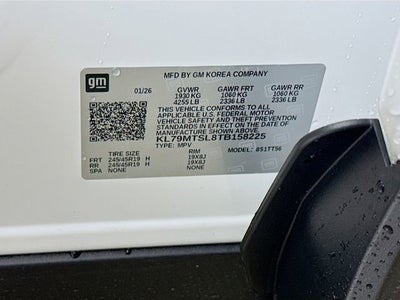 gm
MFD BY GM KOREA COMPANY
01/26
GVWR GAWR FRT GAWR RR
1930 KG 1060 KG 1060 KG
4255 LB 2336 LB 2336 LB
THIS VEHICLE CONFORMS TO ALL
APPLICABLE U.S. FEDERAL MOTOR
VEHICLE SAFETY AND THEFT
PREVENTION STANDARDS IN EFFECT ON
THE DATE OF MANUFACTURE SHOWN ABOVE.
KL79MTSL8TB158225
TYPE: MPV MODEL: 851TT56
TIRE SIZE RIM
FRT 245/45R19 H 19X8J
RR 245/45R19 H 19X8J
SPA NONE NONE